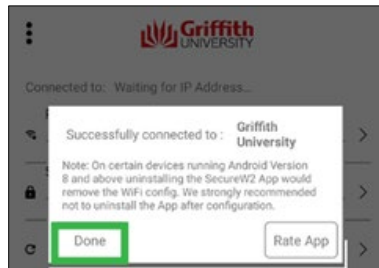 Griffith
UNIVERSITY
Connected to: Waiting for IP Address...
Successfully connected to :
Griffith
University
Note: On certain devices running Android Version
8 and above uninstalling the SecureW2 App would
remove the WiFi config. We strongly recommended
not to uninstall the App after configuration.
Done
Rate App